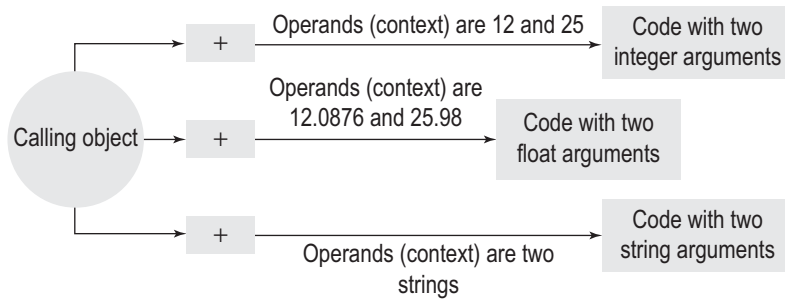 Operands (context) are 12 and 25
+
Code with two
integer arguments
Operands (context) are
12.0876 and 25.98
Calling object
+
Code with two
float arguments
+
Operands (context) are two
strings
Code with two
string arguments